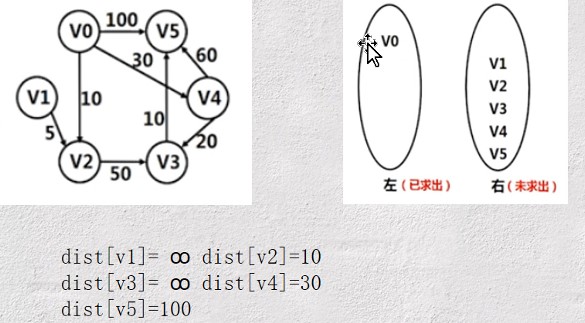 V0
100
V5
30
60
V1
10
V4
5
10
20
V2
50
V3
V0
V1
V2
V3
V4
V5
左（已求出）
右（未求出）
dist[v1]= ∞ dist[v2]=10
dist[v3]= ∞ dist[v4]=30
dist[v5]=100